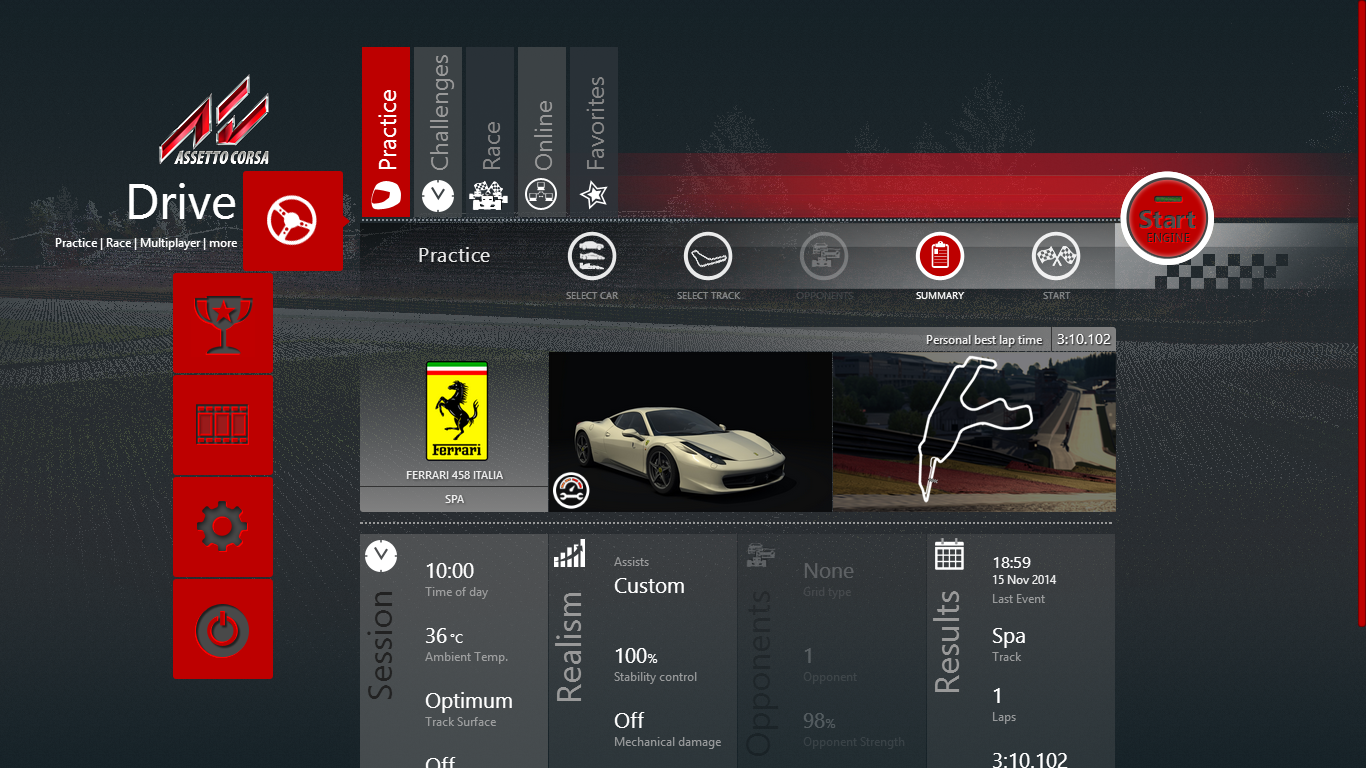 Practice
Challenges
Race
Online
Favorites
ASSETTO CORSA
Drive
Practice | Race | Multiplayer | more
Start
ENGINE
Practice
SELECT CAR
SELECT TRACK
OPPONENTS
SUMMARY
START
Personal best lap time 3:10.102
Ferrari
FERRARI 458 ITALIA
SPA
Session
10:00
Time of day
36 °C
Ambient Temp.
Optimum
Track Surface
Off
Realism
Assists
Custom
100%
Stability control
Off
Mechanical damage
Opponents
None
Grid type
1
Opponent
98%
Opponent Strength
Results
18:59
15 Nov 2014
Last Event
Spa
Track
1
Laps
3:10.102